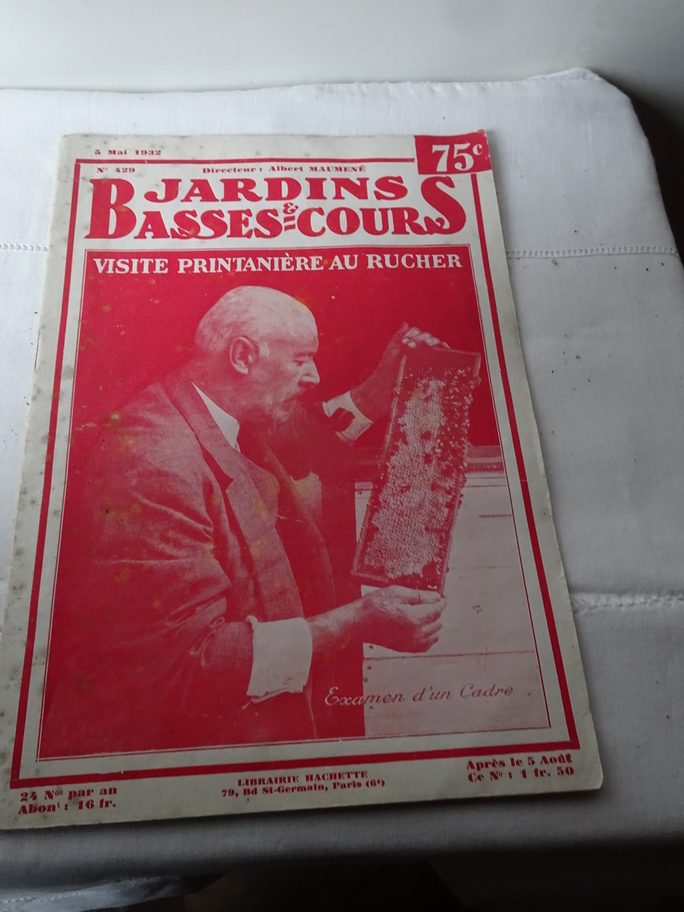 5 Mai 1932
75c
N° 429 Directeur : Albert MAUMENÉ
JARDINS
& 
BASSES-COURS
VISITE PRINTANIÈRE AU RUCHER
Examen d'un Cadre
24 Nos par an
Abont : 16 fr.
LIBRAIRIE HACHETTE
79, Bd St-Germain, Paris (6e)
Après le 5 Août
Ce No : 1 fr. 50